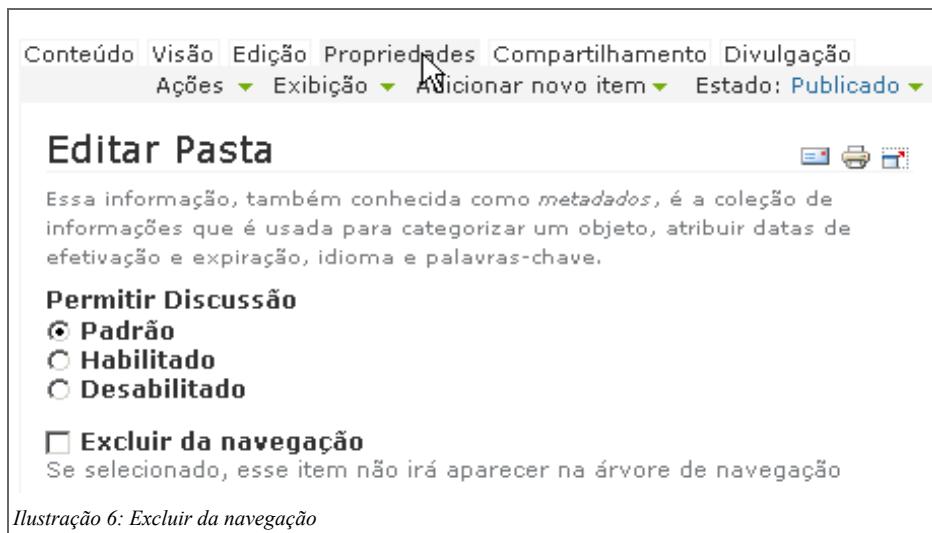 Conteúdo Visão Edição Propriedades Compartilhamento Divulgação
Ações Exibição Adicionar novo item Estado: Publicado
Editar Pasta
Essa informação, também conhecida como metadados, é a coleção de
informações que é usada para categorizar um objeto, atribuir datas de
efetivação e expiração, idioma e palavras-chave.
Permitir Discussão
Padrão
Habilitado
Desabilitado
Excluir da navegação
Se selecionado, esse item não irá aparecer na árvore de navegação
Ilustração 6: Excluir da navegação